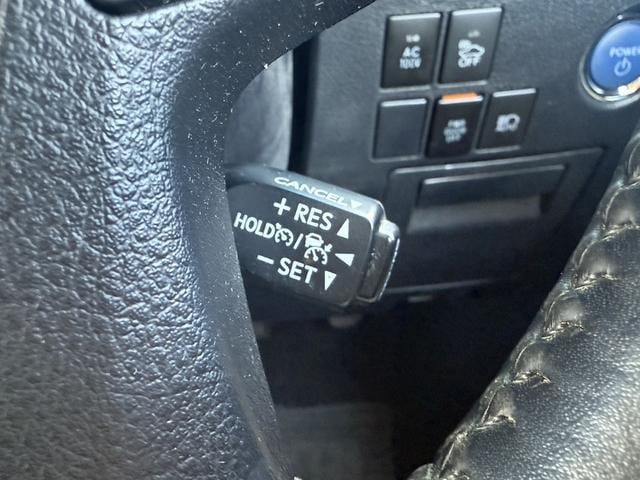 AC
100V
OFF
POWER
CANCEL▼
+ RES ▲
HOLD / ◀
− SET ▼